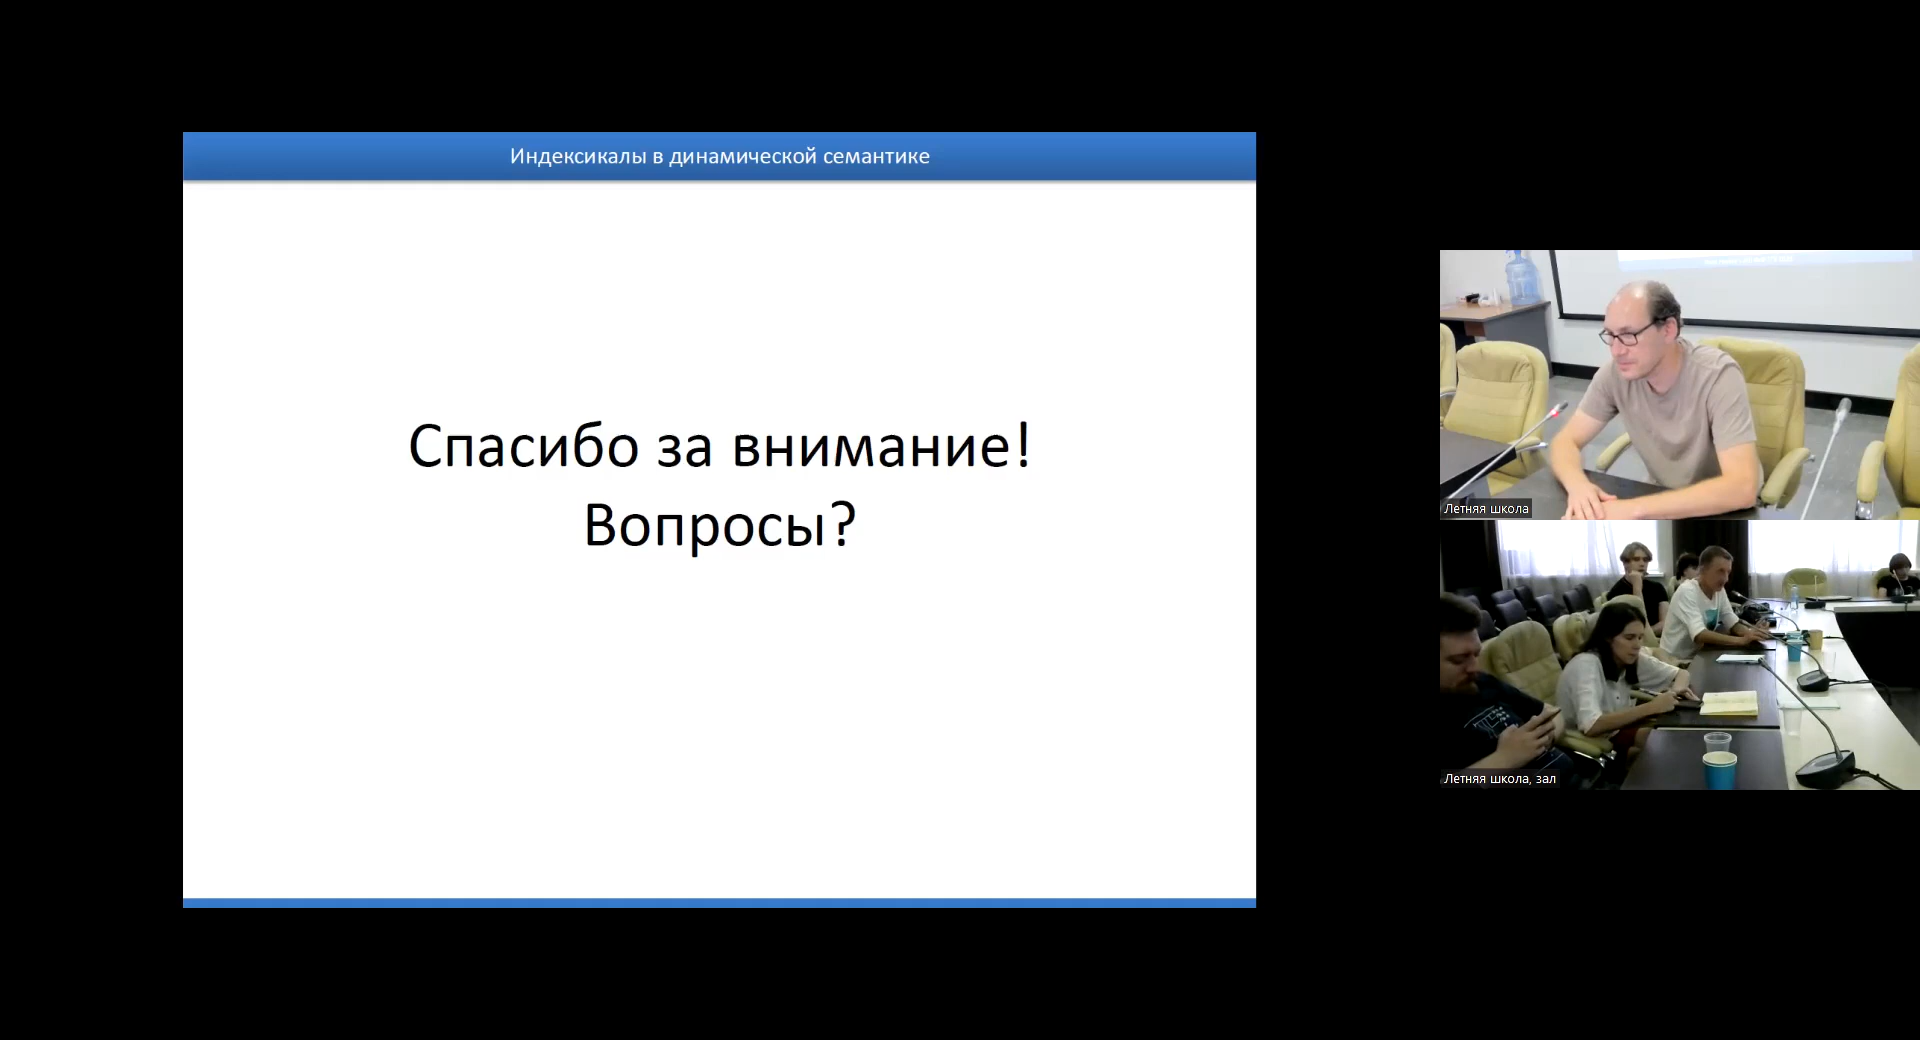 Индексикалы в динамической семантике
Спасибо за внимание!
Вопросы?
Летняя школа
Летняя школа, зал